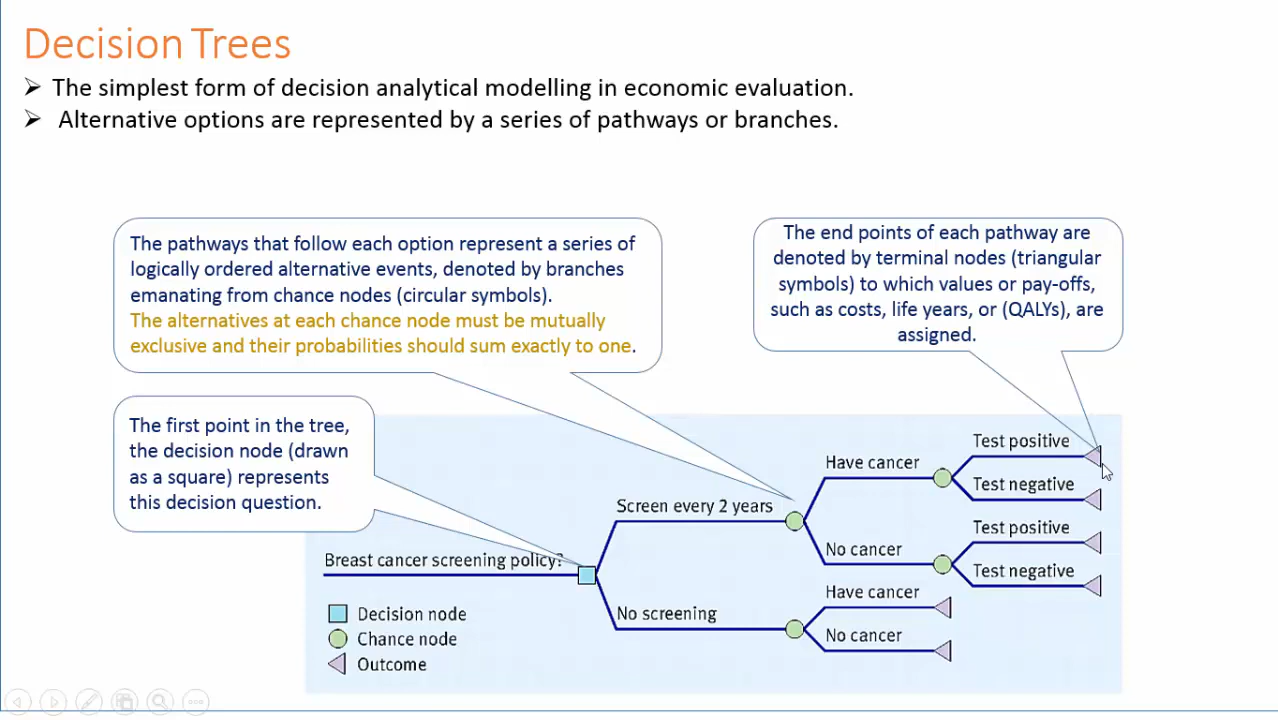 Decision Trees
The simplest form of decision analytical modelling in economic evaluation.
Alternative options are represented by a series of pathways or branches.
The pathways that follow each option represent a series of
logically ordered alternative events, denoted by branches
emanating from chance nodes (circular symbols).
The alternatives at each chance node must be mutually
exclusive and their probabilities should sum exactly to one.
The end points of each pathway are
denoted by terminal nodes (triangular
symbols) to which values or pay-offs,
such as costs, life years, or (QALYs), are
assigned.
The first point in the tree,
the decision node (drawn
as a square) represents
this decision question.
Breast cancer screening policy?
Screen every 2 years
No screening
Have cancer
No cancer
Have cancer
No cancer
Test positive
Test negative
Test positive
Test negative
Decision node
Chance node
Outcome